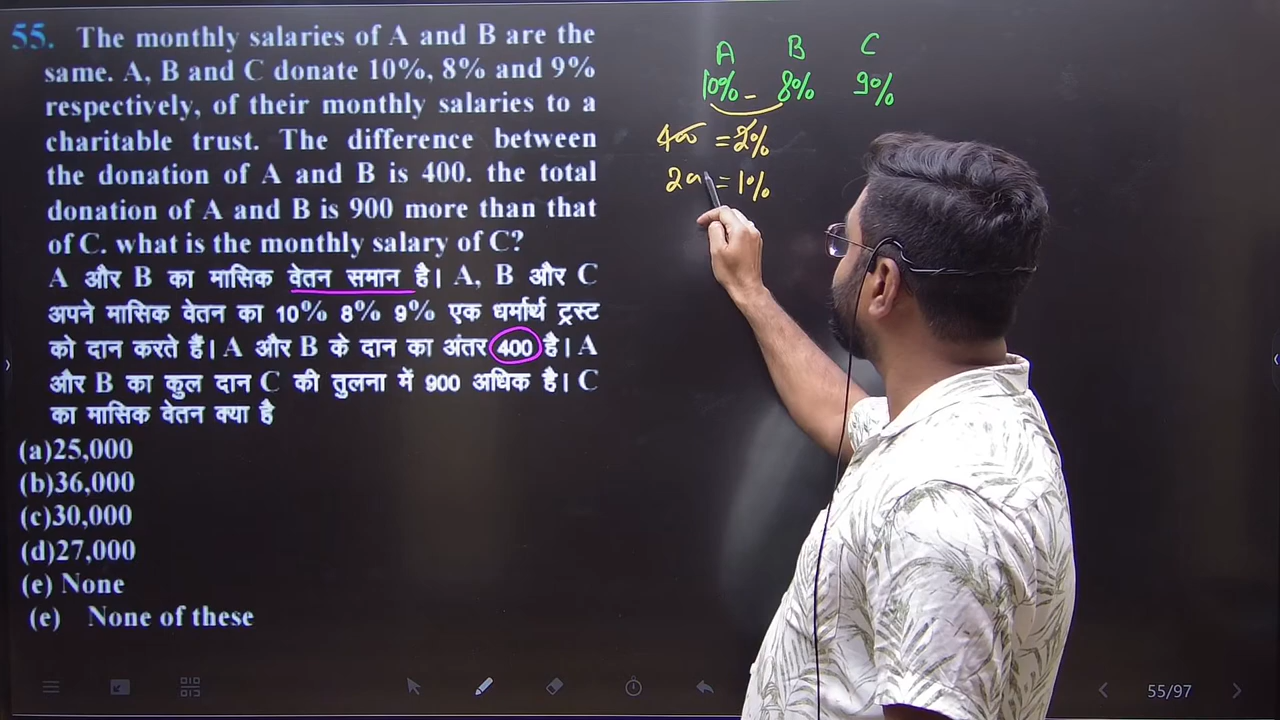 55. The monthly salaries of A and B are the
same. A, B and C donate 10%, 8% and 9%
respectively, of their monthly salaries to a
charitable trust. The difference between
the donation of A and B is 400. the total
donation of A and B is 900 more than that
of C. what is the monthly salary of C?
A और B का मासिक वेतन समान है। A, B और C
अपने मासिक वेतन का 10% 8% 9% एक धर्मार्थ ट्रस्ट
को दान करते हैं। A और B के दान का अंतर 400 है। A
और B का कुल दान C की तुलना में 900 अधिक है। C
का मासिक वेतन क्या है
(a)25,000
(b)36,000
(c)30,000
(d)27,000
(e) None
(e) None of these
A B C
10% - 8% 9%
400 = 2%
= 1%
55/97